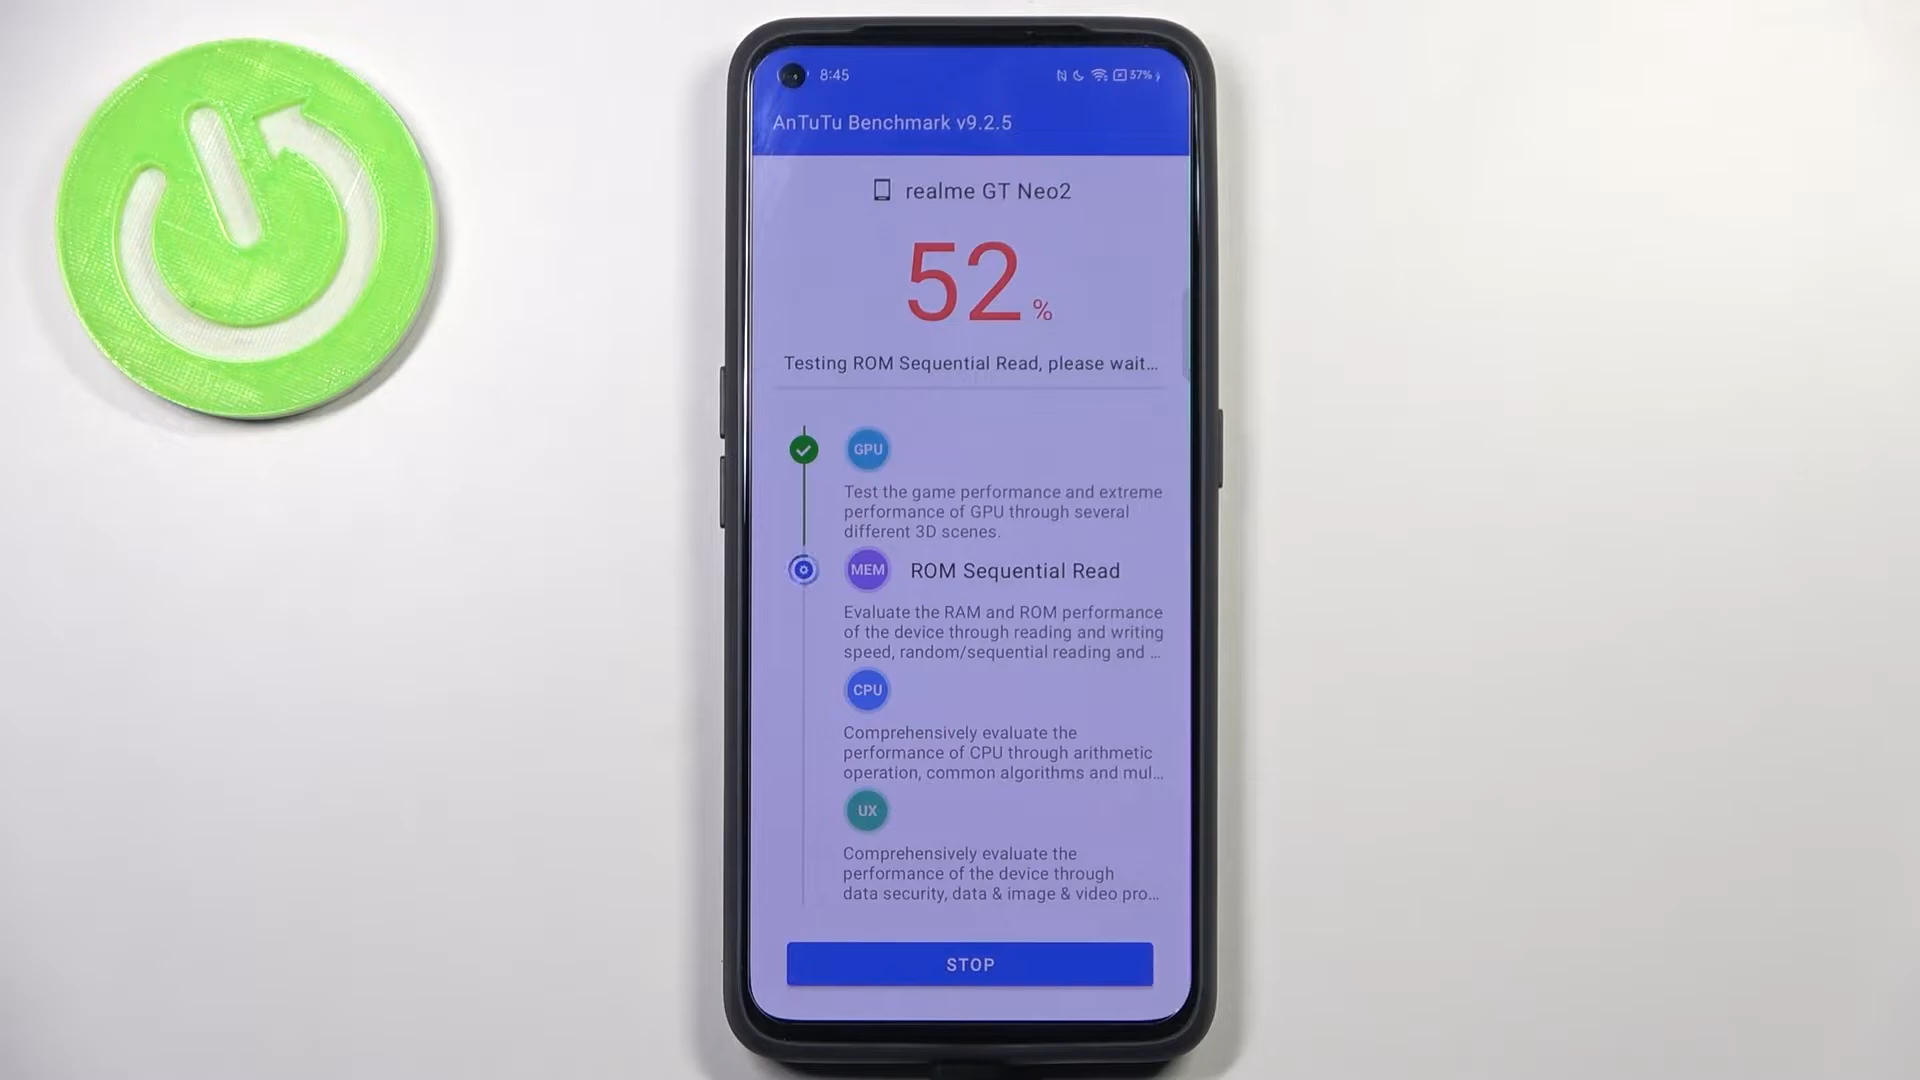 8:45
37%
AnTuTu Benchmark v9.2.5
realme GT Neo2
52 %
Testing ROM Sequential Read, please wait...
GPU
Test the game performance and extreme
performance of GPU through several
different 3D scenes.
MEM ROM Sequential Read
Evaluate the RAM and ROM performance
of the device through reading and writing
speed, random/sequential reading and ...
CPU
Comprehensively evaluate the
performance of CPU through arithmetic
operation, common algorithms and mul...
UX
Comprehensively evaluate the
performance of the device through
data security, data & image & video pro...
STOP